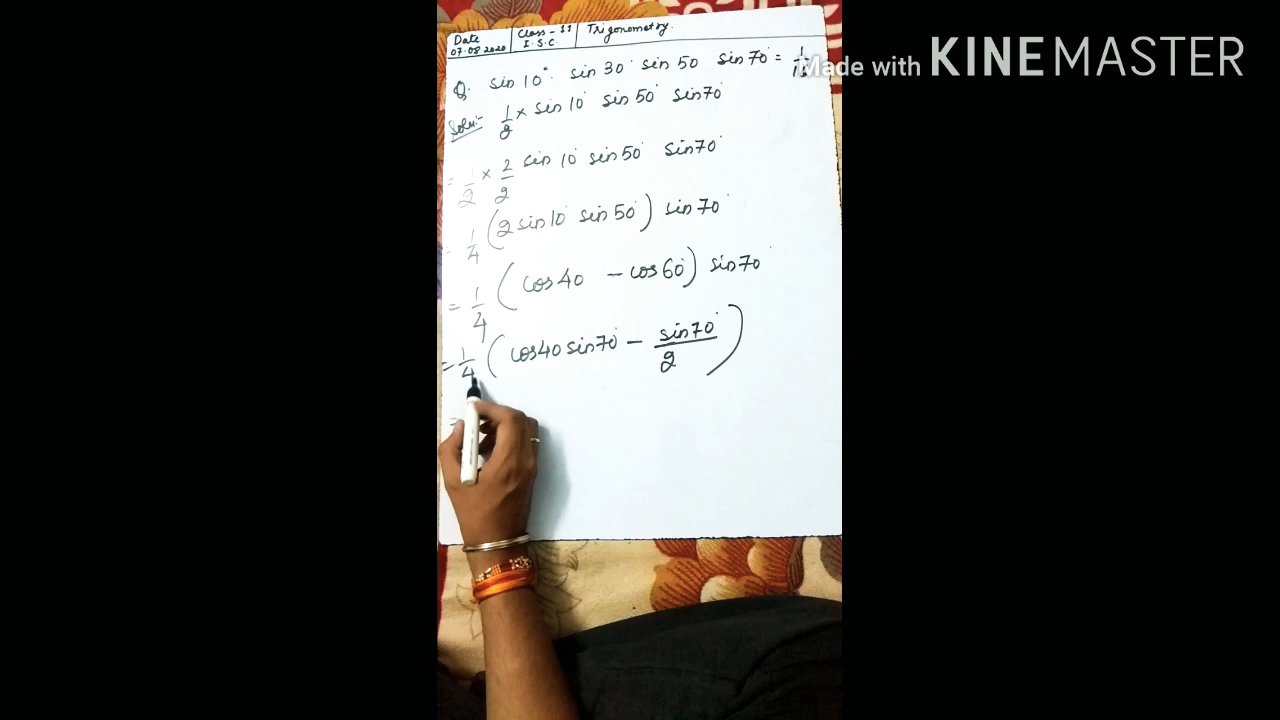 Date
07.08.2020
Class - 11
I.S.C.
Trigonometry.
Made with KINEMASTER
Q. sin 10° · sin 30° sin 50 sin 70° = 1/16
Soln:- 1/2 × sin 10° sin 50° sin 70°
= 1/2 × 2/2 sin 10° sin 50° sin 70°
= 1/4 (2 sin 10° sin 50°) sin 70°
= 1/4 (cos 40 - cos 60°) sin 70°
= 1/4 (cos 40 sin 70° - sin 70°/2)
=